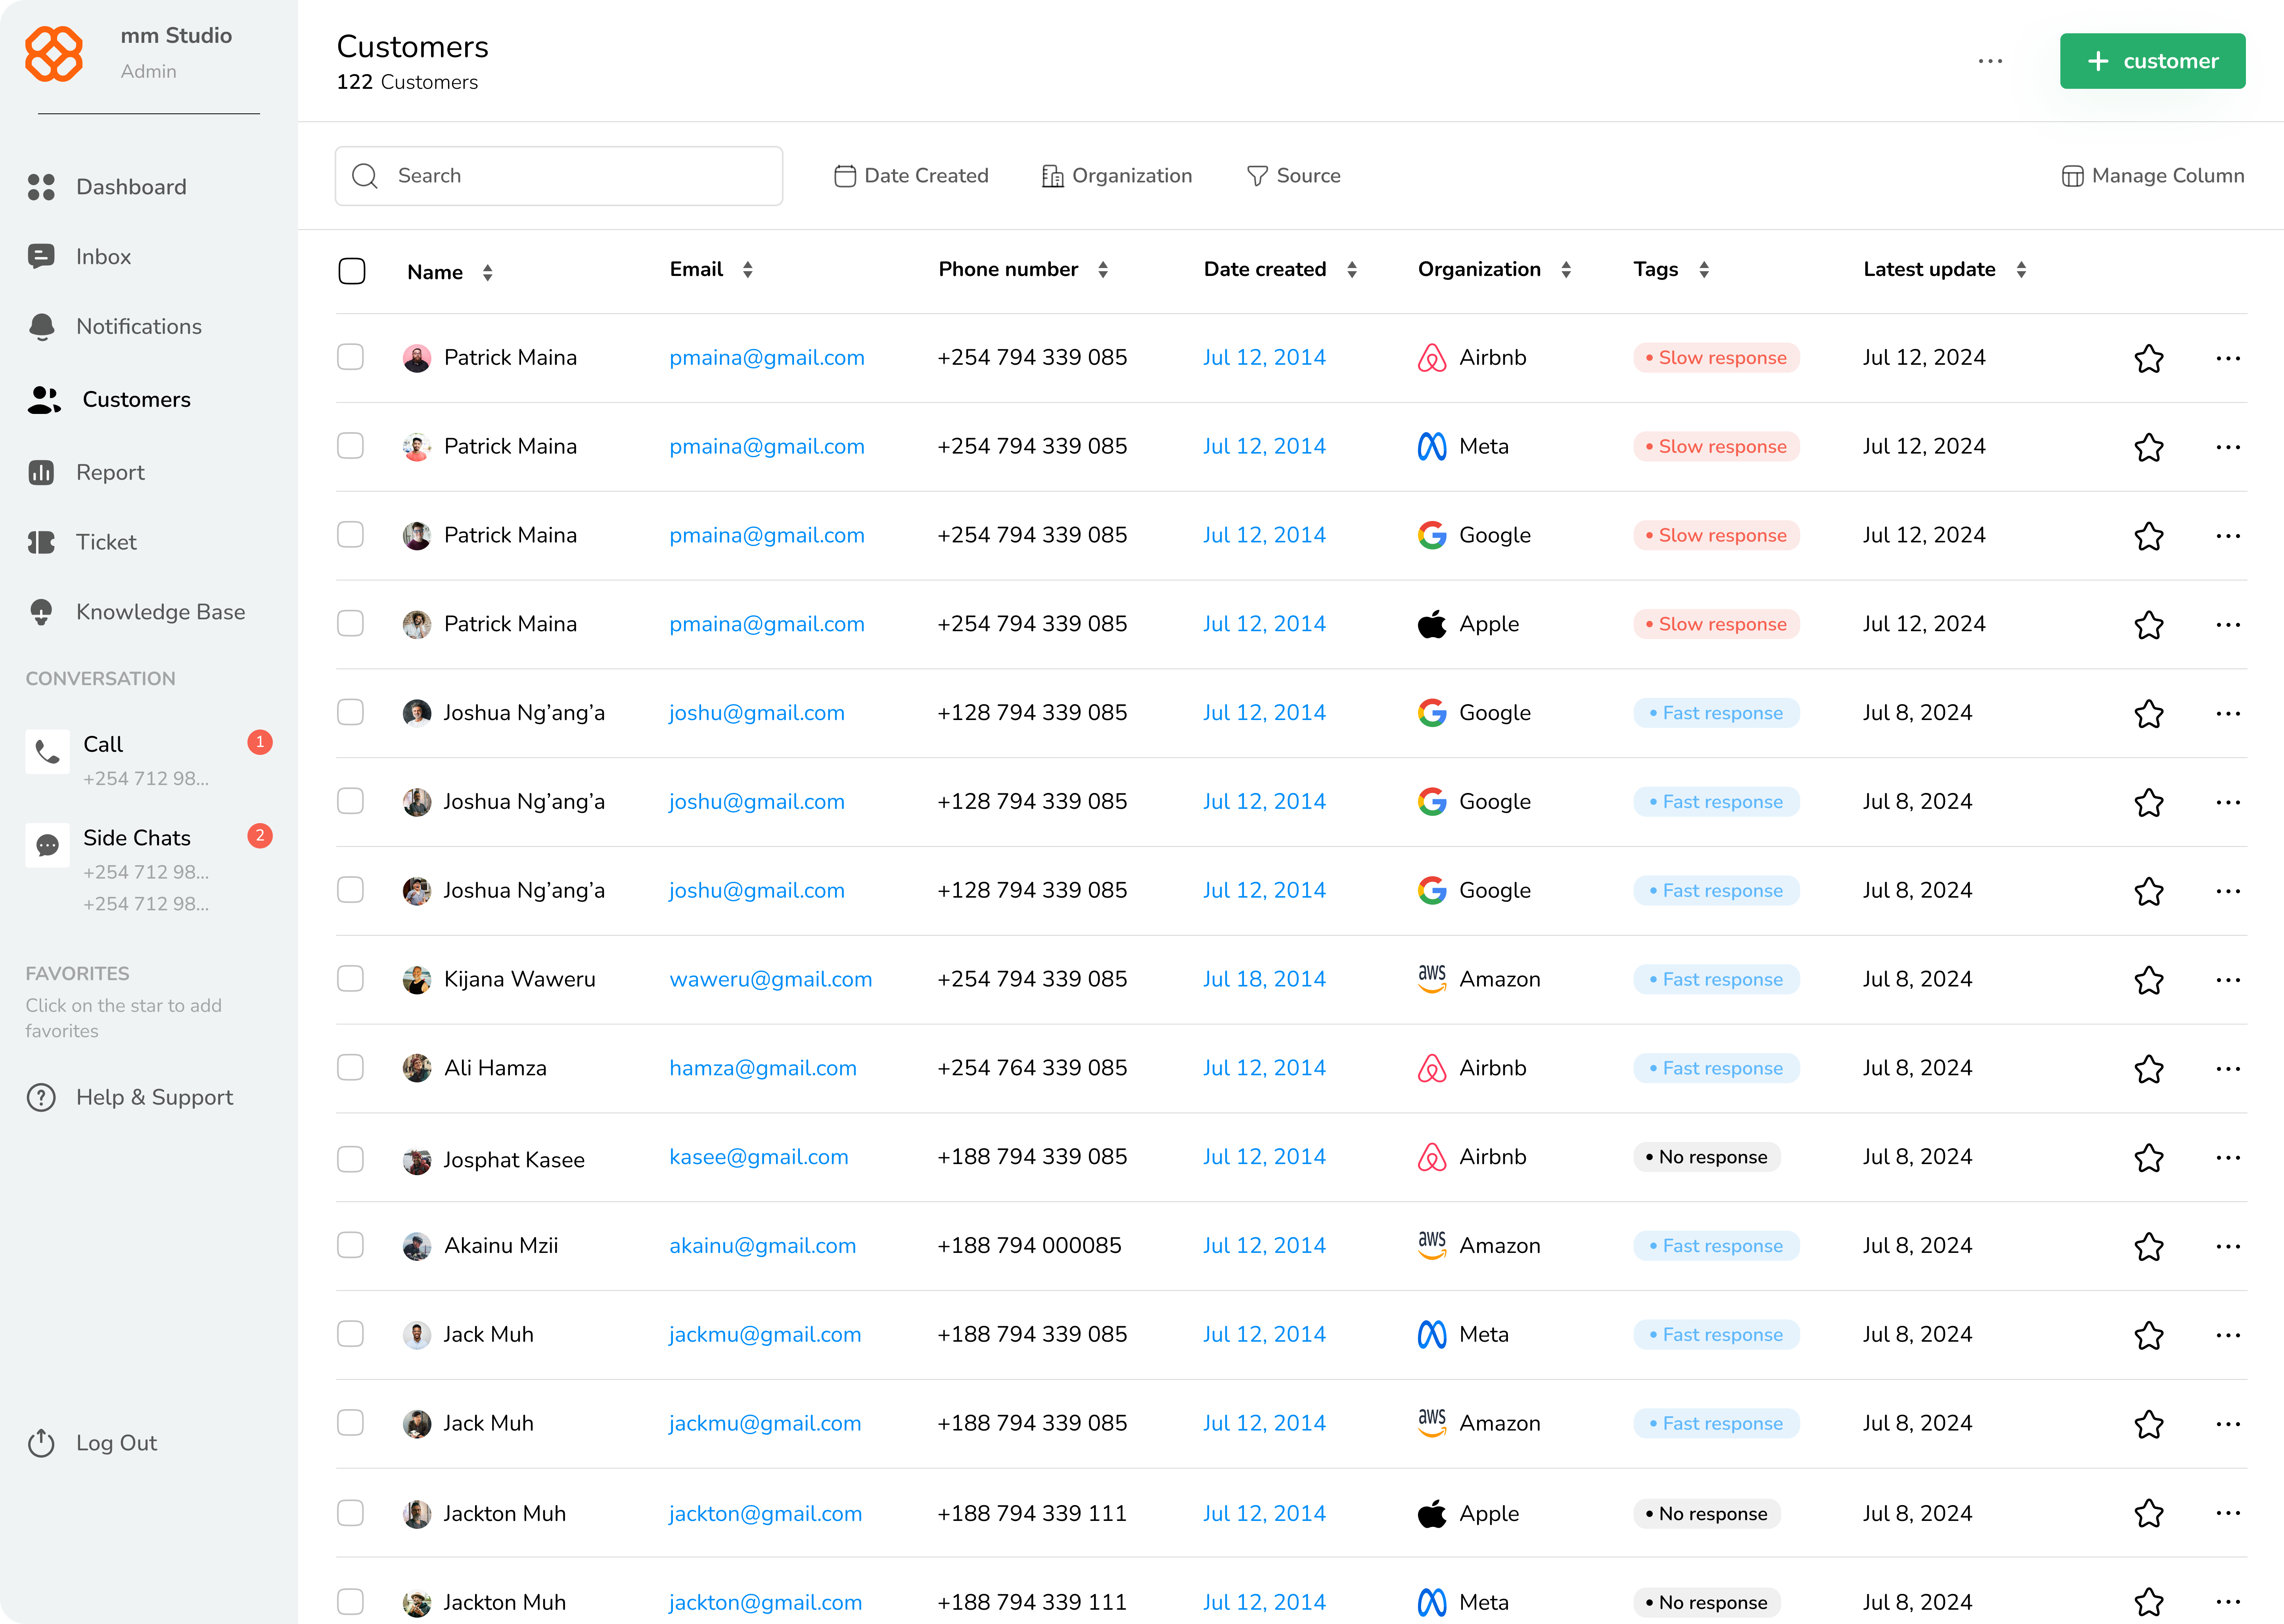 mm Studio
Admin
Dashboard
Inbox
Notifications
Customers
Report
Ticket
Knowledge Base
CONVERSATION
Call 1
+254 712 98...
Side Chats 2
+254 712 98...
+254 712 98...
FAVORITES
Click on the star to add
favorites
Help & Support
Log Out
Customers
122 Customers
+ customer
Search Date Created Organization Source Manage Column
Name Email Phone number Date created Organization Tags Latest update
Patrick Maina pmaina@gmail.com +254 794 339 085 Jul 12, 2014 Airbnb • Slow response Jul 12, 2024
Patrick Maina pmaina@gmail.com +254 794 339 085 Jul 12, 2014 Meta • Slow response Jul 12, 2024
Patrick Maina pmaina@gmail.com +254 794 339 085 Jul 12, 2014 Google • Slow response Jul 12, 2024
Patrick Maina pmaina@gmail.com +254 794 339 085 Jul 12, 2014 Apple • Slow response Jul 12, 2024
Joshua Ng’ang’a joshu@gmail.com +128 794 339 085 Jul 12, 2014 Google • Fast response Jul 8, 2024
Joshua Ng’ang’a joshu@gmail.com +128 794 339 085 Jul 12, 2014 Google • Fast response Jul 8, 2024
Joshua Ng’ang’a joshu@gmail.com +128 794 339 085 Jul 12, 2014 Google • Fast response Jul 8, 2024
Kijana Waweru waweru@gmail.com +254 794 339 085 Jul 18, 2014 aws Amazon • Fast response Jul 8, 2024
Ali Hamza hamza@gmail.com +254 764 339 085 Jul 12, 2014 Airbnb • Fast response Jul 8, 2024
Josphat Kasee kasee@gmail.com +188 794 339 085 Jul 12, 2014 Airbnb • No response Jul 8, 2024
Akainu Mzii akainu@gmail.com +188 794 000085 Jul 12, 2014 aws Amazon • Fast response Jul 8, 2024
Jack Muh jackmu@gmail.com +188 794 339 085 Jul 12, 2014 Meta • Fast response Jul 8, 2024
Jack Muh jackmu@gmail.com +188 794 339 085 Jul 12, 2014 aws Amazon • Fast response Jul 8, 2024
Jackton Muh jackton@gmail.com +188 794 339 111 Jul 12, 2014 Apple • No response Jul 8, 2024
Jackton Muh jackton@gmail.com +188 794 339 111 Jul 12, 2014 Meta • No response Jul 8, 2024